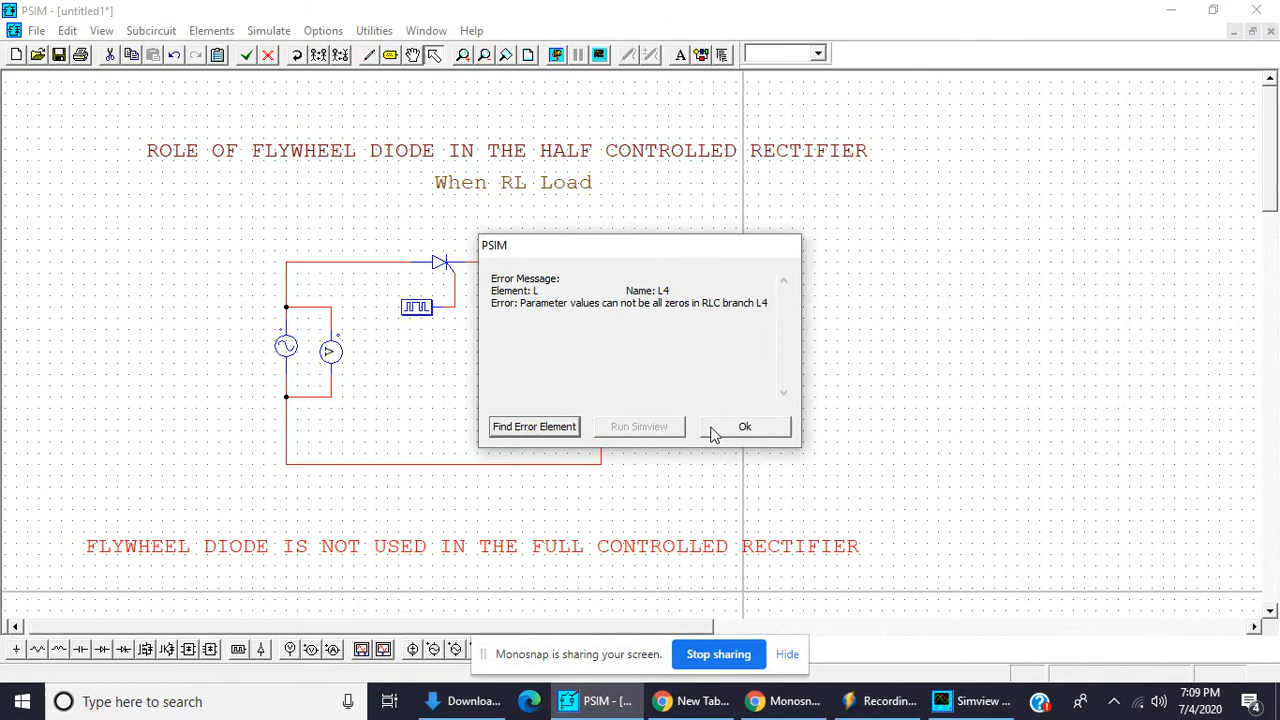 PSIM - [untitled1*]
File Edit View Subcircuit Elements Simulate Options Utilities Window Help
ROLE OF FLYWHEEL DIODE IN THE HALF CONTROLLED RECTIFIER
When RL Load
PSIM
Error Message:
Element: L Name: L4
Error: Parameter values can not be all zeros in RLC branch L4
V
Find Error Element Run Simview Ok
FLYWHEEL DIODE IS NOT USED IN THE FULL CONTROLLED RECTIFIER
Monosnap is sharing your screen. Stop sharing Hide
Type here to search
Downloa...
PSIM - [...
New Tab...
Monosn...
Recordin...
Simview ...
7:09 PM
7/4/2020
4